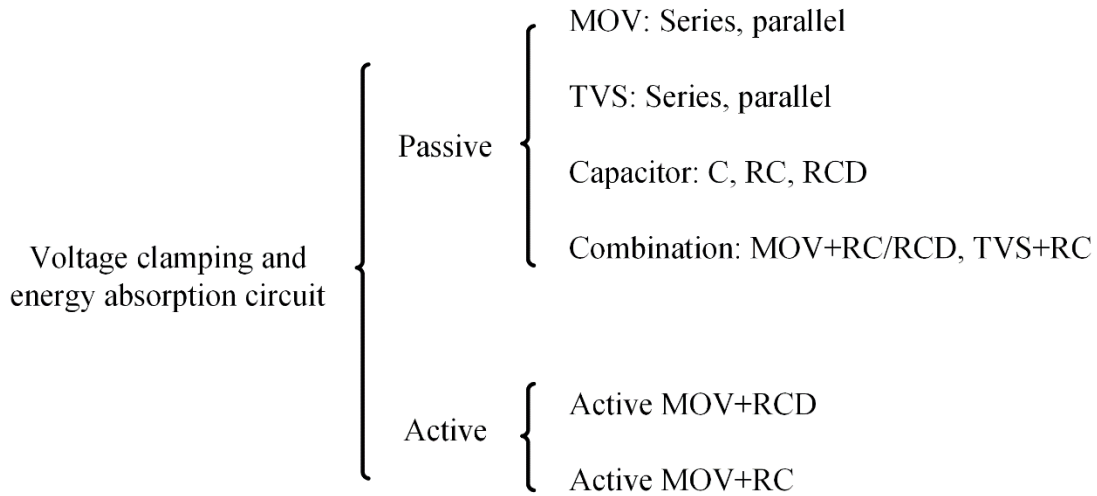 Voltage clamping and
energy absorption circuit
Passive
MOV: Series, parallel
TVS: Series, parallel
Capacitor: C, RC, RCD
Combination: MOV+RC/RCD, TVS+RC
Active
Active MOV+RCD
Active MOV+RC